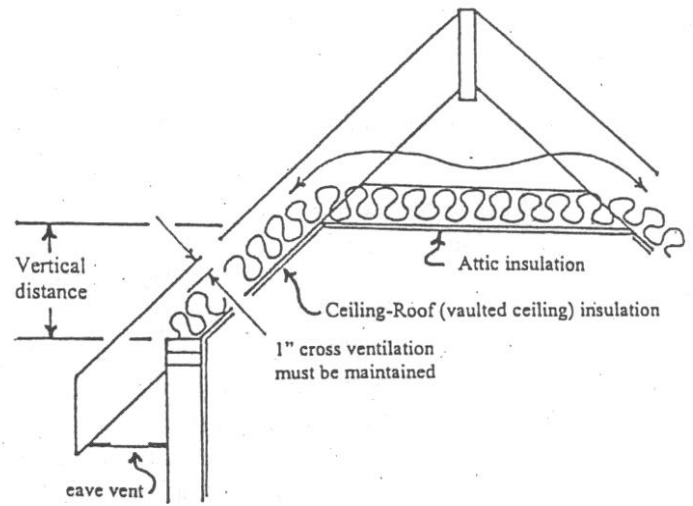 Vertical
distance
Attic insulation
Ceiling-Roof (vaulted ceiling) insulation
1" cross ventilation
must be maintained
eave vent